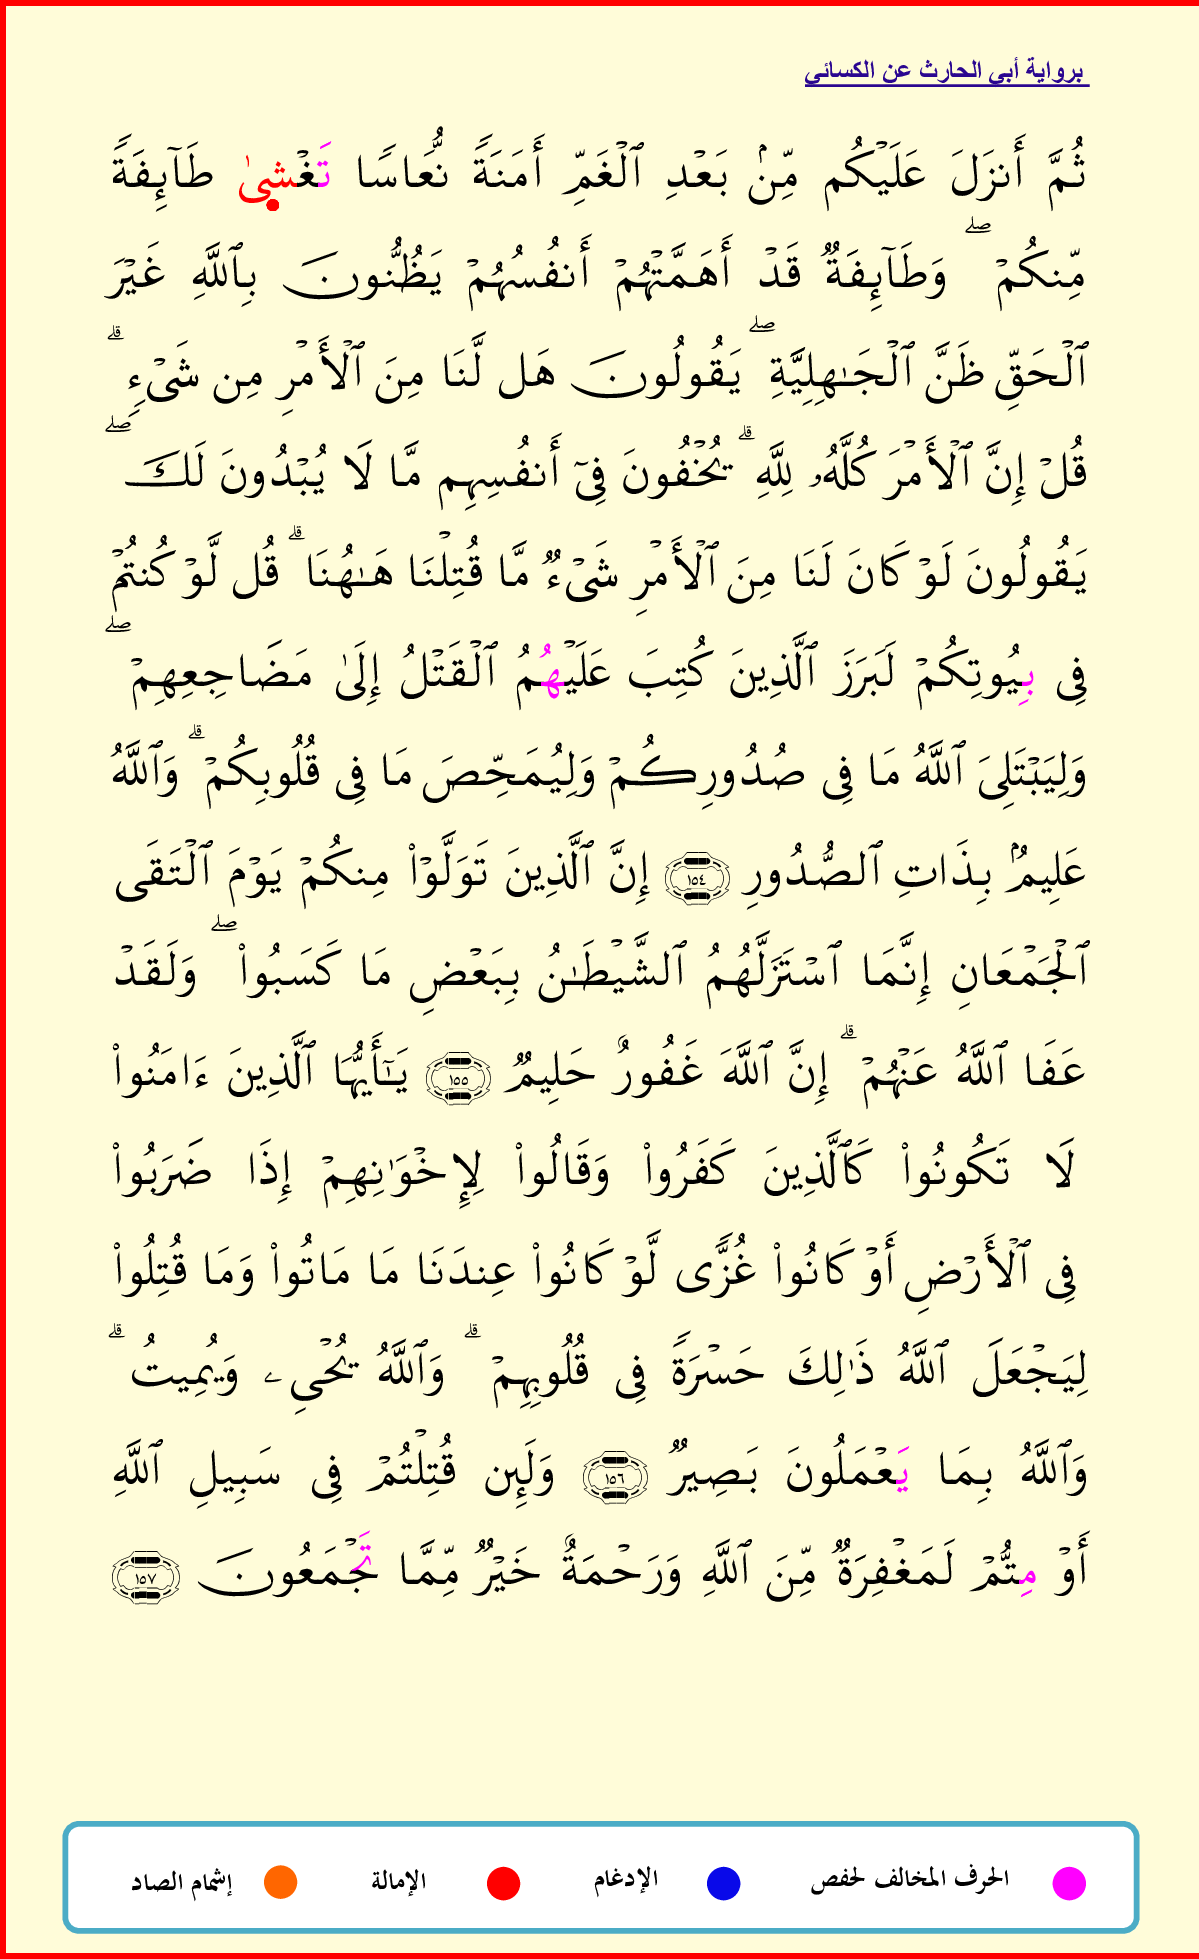 برواية أبي الحارث عن الكسائي
ثُمَّ أَنزَلَ عَلَيۡكُم مِّنۢ بَعۡدِ ٱلۡغَمِّ أَمَنَةٗ نُّعَاسٗا تَغۡشِىٰ طَآئِفَةٗ
مِّنكُمۡۖ وَطَآئِفَةٞ قَدۡ أَهَمَّتۡهُمۡ أَنفُسُهُمۡ يَظُنُّونَ بِٱللَّهِ غَيۡرَ
ٱلۡحَقِّ ظَنَّ ٱلۡجَٰهِلِيَّةِۖ يَقُولُونَ هَل لَّنَا مِنَ ٱلۡأَمۡرِ مِن شَيۡءٖۗ
قُلۡ إِنَّ ٱلۡأَمۡرَ كُلَّهُۥ لِلَّهِۗ يُخۡفُونَ فِيٓ أَنفُسِهِم مَّا لَا يُبۡدُونَ لَكَۖ
يَقُولُونَ لَوۡ كَانَ لَنَا مِنَ ٱلۡأَمۡرِ شَيۡءٞ مَّا قُتِلۡنَا هَٰهُنَاۗ قُل لَّوۡ كُنتُمۡ
فِي بِيُوتِكُمۡ لَبَرَزَ ٱلَّذِينَ كُتِبَ عَلَيۡهُمُ ٱلۡقَتۡلُ إِلَىٰ مَضَاجِعِهِمۡۖ
وَلِيَبۡتَلِيَ ٱللَّهُ مَا فِي صُدُورِكُمۡ وَلِيُمَحِّصَ مَا فِي قُلُوبِكُمۡۗ وَٱللَّهُ
عَلِيمُۢ بِذَاتِ ٱلصُّدُورِ ١٥٤ إِنَّ ٱلَّذِينَ تَوَلَّوۡاْ مِنكُمۡ يَوۡمَ ٱلۡتَقَى
ٱلۡجَمۡعَانِ إِنَّمَا ٱسۡتَزَلَّهُمُ ٱلشَّيۡطَٰنُ بِبَعۡضِ مَا كَسَبُواْۖ وَلَقَدۡ
عَفَا ٱللَّهُ عَنۡهُمۡۗ إِنَّ ٱللَّهَ غَفُورٌ حَلِيمٞ ١٥٥ يَٰٓأَيُّهَا ٱلَّذِينَ ءَامَنُواْ
لَا تَكُونُواْ كَٱلَّذِينَ كَفَرُواْ وَقَالُواْ لِإِخۡوَٰنِهِمۡ إِذَا ضَرَبُواْ
فِي ٱلۡأَرۡضِ أَوۡ كَانُواْ غُزّٗى لَّوۡ كَانُواْ عِندَنَا مَا مَاتُواْ وَمَا قُتِلُواْ
لِيَجۡعَلَ ٱللَّهُ ذَٰلِكَ حَسۡرَةٗ فِي قُلُوبِهِمۡۗ وَٱللَّهُ يُحۡيِۦ وَيُمِيتُۗ
وَٱللَّهُ بِمَا يَعۡمَلُونَ بَصِيرٞ ١٥٦ وَلَئِن قُتِلۡتُمۡ فِي سَبِيلِ ٱللَّهِ
أَوۡ مِتُّمۡ لَمَغۡفِرَةٞ مِّنَ ٱللَّهِ وَرَحۡمَةٌ خَيۡرٞ مِّمَّا تَجۡمَعُونَ ١٥٧
الحرف المخالف لحفص الإدغام الإمالة إشمام الصاد